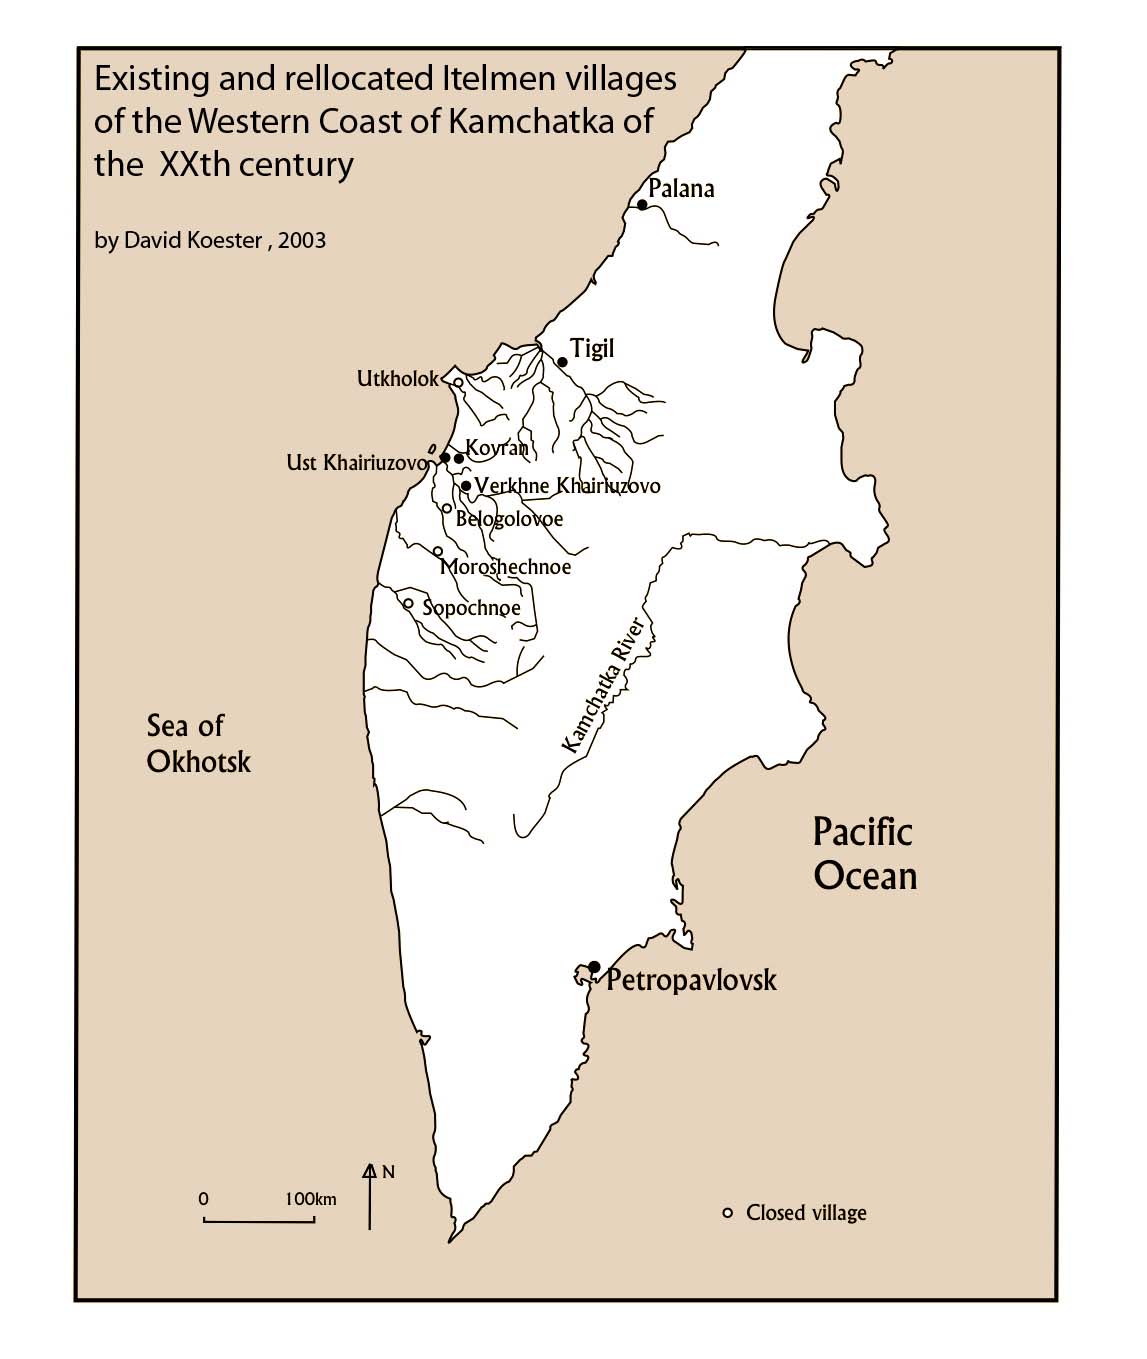 Existing and rellocated Itelmen villages
of the Western Coast of Kamchatka of
the XXth century
by David Koester , 2003
Palana
Tigil
Utkholok
Kovran
Ust Khairiuzovo
Verkhne Khairiuzovo
Belogolovoe
Moroshechnoe
Sopochnoe
Kamchatka River
Sea of
Okhotsk
Pacific
Ocean
Petropavlovsk
N
0 100km
Closed village